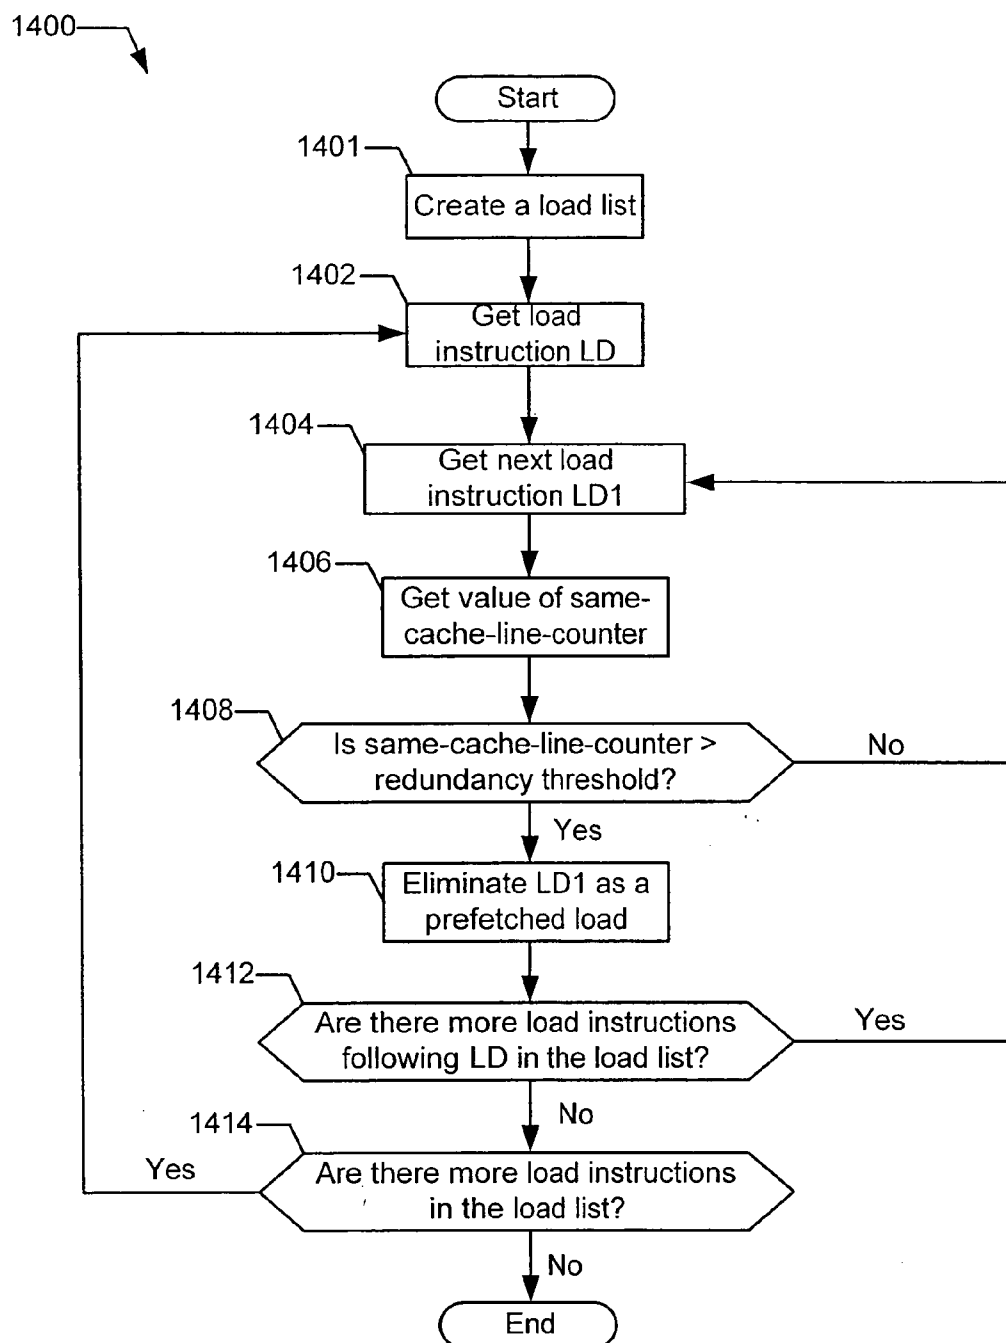 1400
Start
1401
Create a load list
1402
Get load
instruction LD
1404
Get next load
instruction LD1
1406
Get value of same-
cache-line-counter
1408
Is same-cache-line-counter >
redundancy threshold?
No
Yes
1410
Eliminate LD1 as a
prefetched load
1412
Are there more load instructions
following LD in the load list?
Yes
No
1414
Yes
Are there more load instructions
in the load list?
No
End